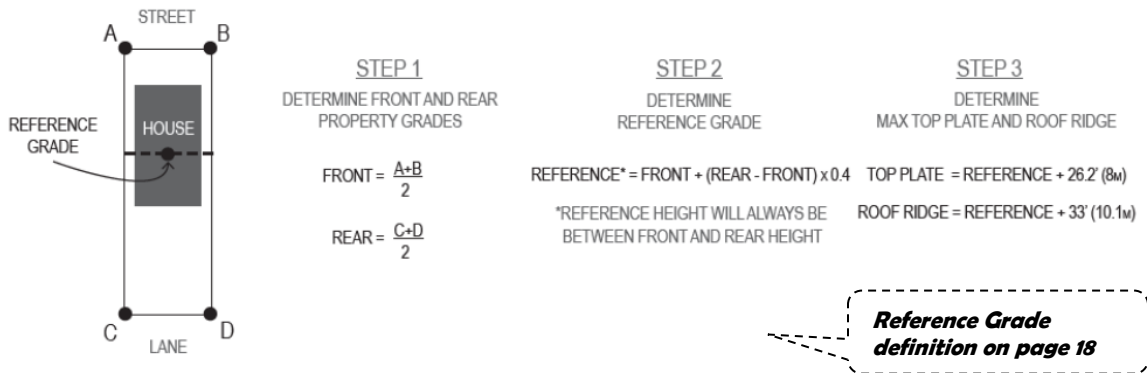 STREET
A B
REFERENCE
GRADE
HOUSE
C D
LANE
STEP 1
DETERMINE FRONT AND REAR
PROPERTY GRADES
FRONT = A+B
2
REAR = C+D
2
STEP 2
DETERMINE
REFERENCE GRADE
REFERENCE* = FRONT + (REAR - FRONT) x 0.4
*REFERENCE HEIGHT WILL ALWAYS BE
BETWEEN FRONT AND REAR HEIGHT
STEP 3
DETERMINE
MAX TOP PLATE AND ROOF RIDGE
TOP PLATE = REFERENCE + 26.2' (8M)
ROOF RIDGE = REFERENCE + 33' (10.1M)
Reference Grade
definition on page 18